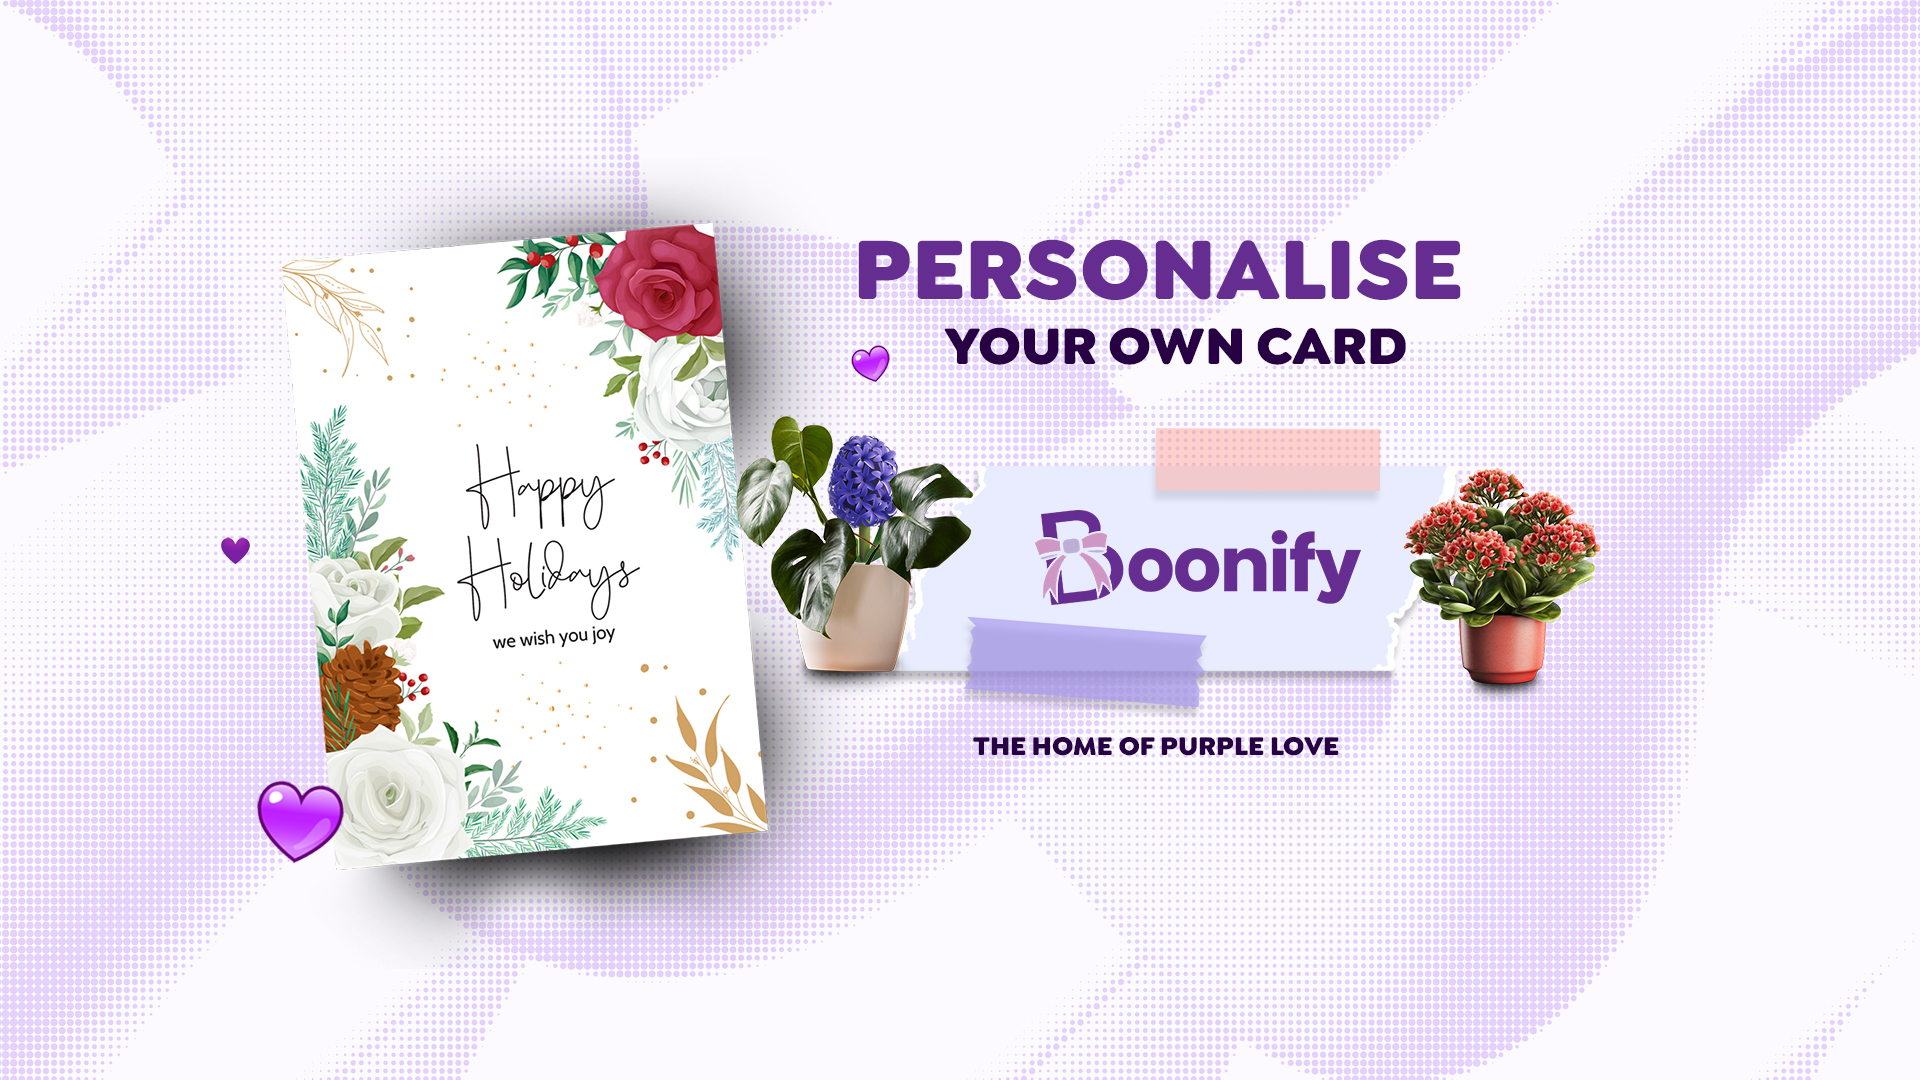 PERSONALISE
YOUR OWN CARD
Happy
Holidays
we wish you joy
Boonify
THE HOME OF PURPLE LOVE